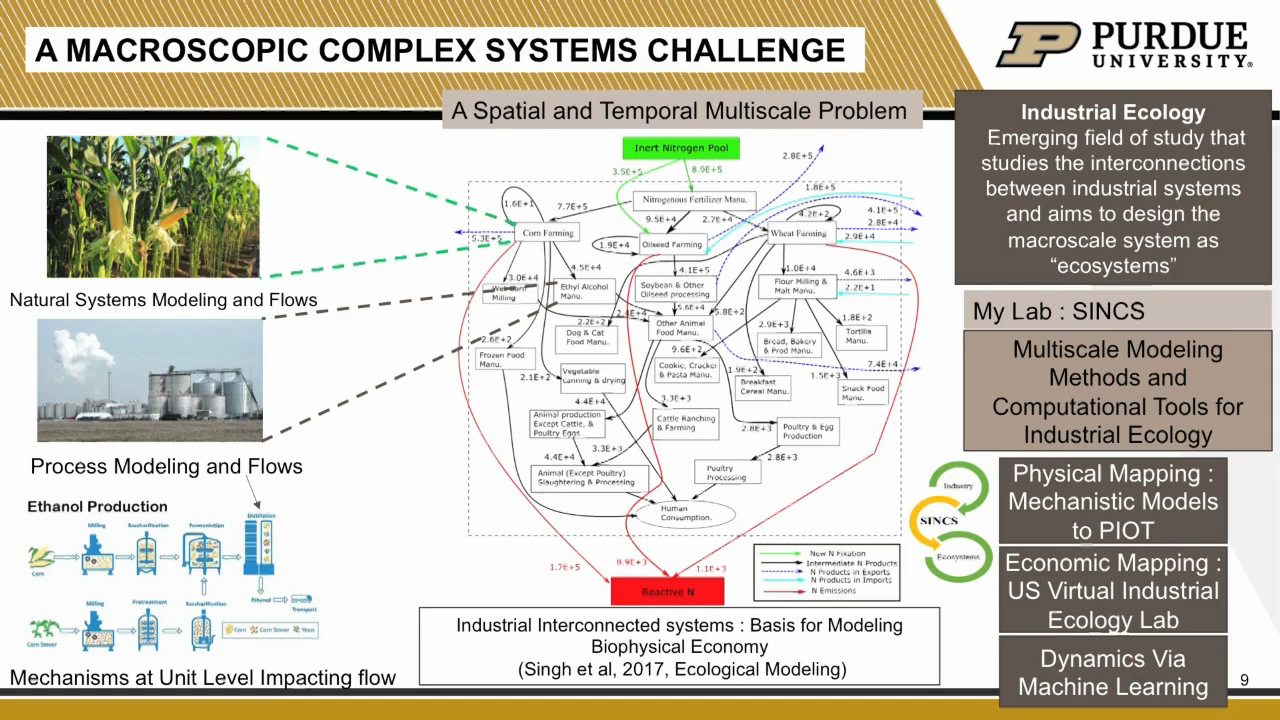 A MACROSCOPIC COMPLEX SYSTEMS CHALLENGE
PURDUE
UNIVERSITY®
A Spatial and Temporal Multiscale Problem
Natural Systems Modeling and Flows
Process Modeling and Flows
Ethanol Production
Milling
Saccharification
Fermentation
Distillation
Corn
Ethanol
Transport
Milling
Pretreatment
Saccharification
Corn Stover
Corn
Corn Stover
Yeast
Mechanisms at Unit Level Impacting flow
Inert Nitrogen Pool
3.5E+5
8.9E+5
2.8E+5
1.8E+5
Nitrogenous Fertilizer Manu.
1.6E+1
7.7E+5
9.5E+4
2.7E+4
4.2E+2
4.1E+5
2.8E+4
2.9E+4
5.3E+5
Corn Farming
1.9E+4
Oilseed Farming
Wheat Farming
3.0E+4
4.5E+4
4.1E+5
1.0E+4
4.6E+3
2.2E+1
Wet Corn
Milling
Ethyl Alcohol
Manu.
Soybean & Other
Oilseed processing
Flour Milling &
Malt Manu.
2.2E+2
2.4E+4
5.6E+4
5.8E+2
1.8E+2
Dog & Cat
Food Manu.
Other Animal
Food Manu.
2.9E+3
Bread, Bakery
& Prod Manu.
Tortilla
Manu.
2.6E+2
Frozen Food
Manu.
9.6E+2
Cookie, Cracker
& Pasta Manu.
7.4E+4
2.1E+2
Vegetable
canning & drying
1.9E+2
Breakfast
Cereal Manu.
1.5E+3
Snack Food
Manu.
4.4E+4
3.3E+3
Animal production
Except Cattle, &
Poultry Eggs
Cattle Ranching
& Farming
2.8E+3
Poultry & Egg
Production
4.4E+4
3.3E+3
2.8E+3
Animal (Except Poultry)
Slaughtering & Processing
Poultry
Processing
Human
Consumption.
1.7E+5
8.9E+3
1.1E+3
Reactive N
New N Fixation
Intermediate N Products
N Products in Exports
N Products in Imports
N Emissions
Industrial Interconnected systems : Basis for Modeling
Biophysical Economy
(Singh et al, 2017, Ecological Modeling)
Industrial Ecology
Emerging field of study that
studies the interconnections
between industrial systems
and aims to design the
macroscale system as
“ecosystems”
My Lab : SINCS
Multiscale Modeling
Methods and
Computational Tools for
Industrial Ecology
Industry
SINCS
Ecosystems
Physical Mapping :
Mechanistic Models
to PIOT
Economic Mapping :
US Virtual Industrial
Ecology Lab
Dynamics Via
Machine Learning
9